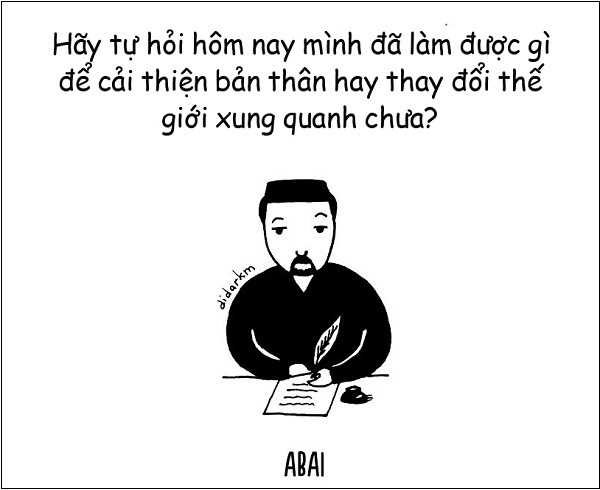 Hãy tự hỏi hôm nay mình đã làm được gì
để cải thiện bản thân hay thay đổi thế
giới xung quanh chưa?
didarkm
ABAI